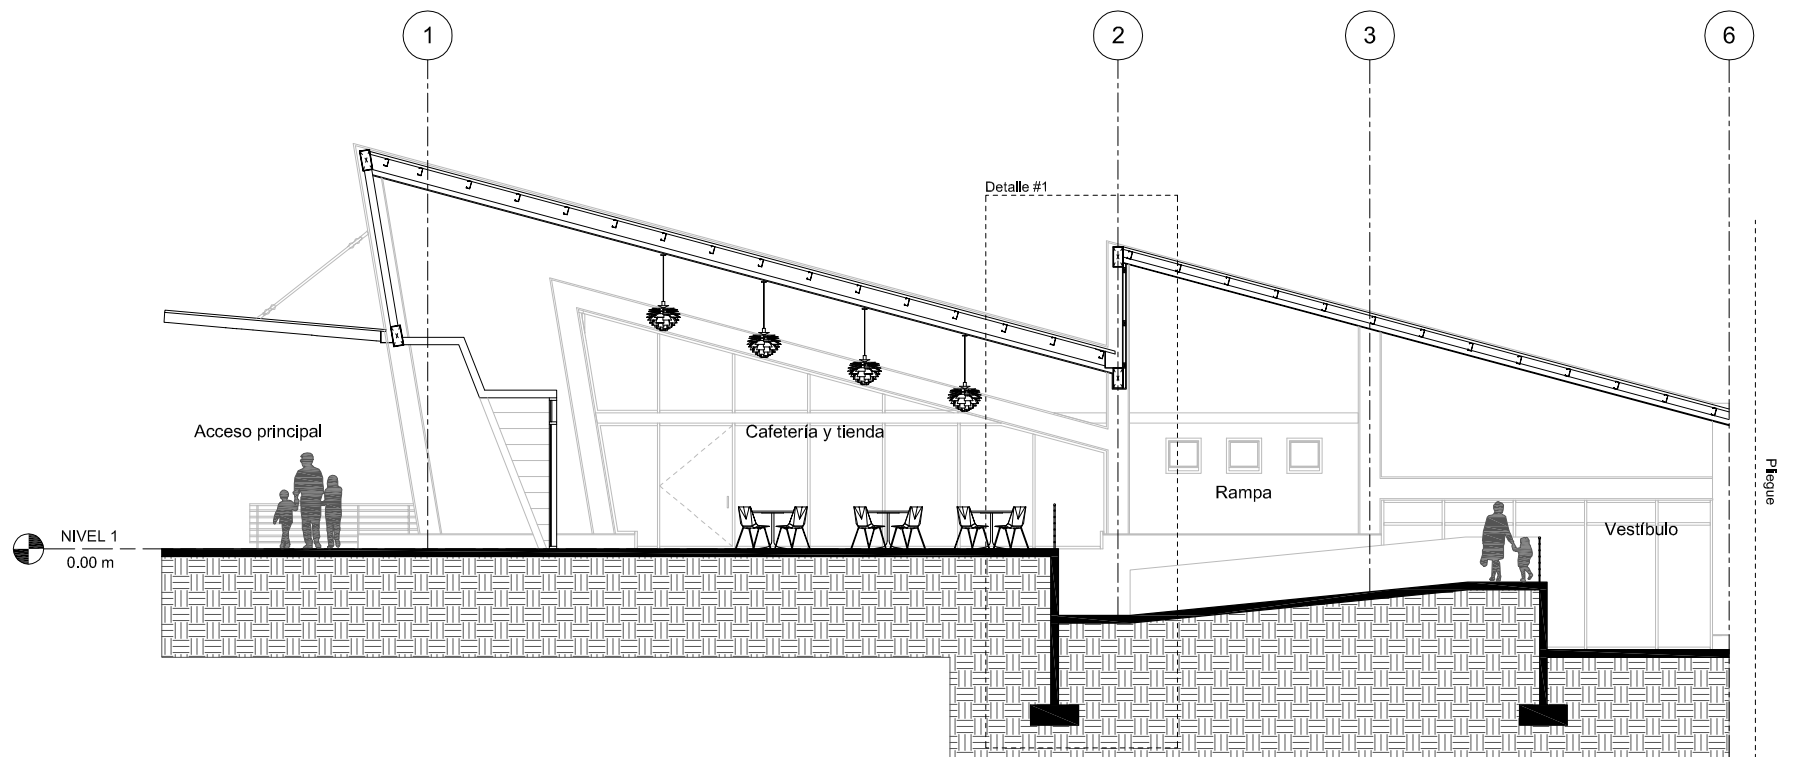 1
2
3
6
Detalle #1
Acceso principal
Cafetería y tienda
Rampa
Vestíbulo
Pliegue
NIVEL 1
0.00 m